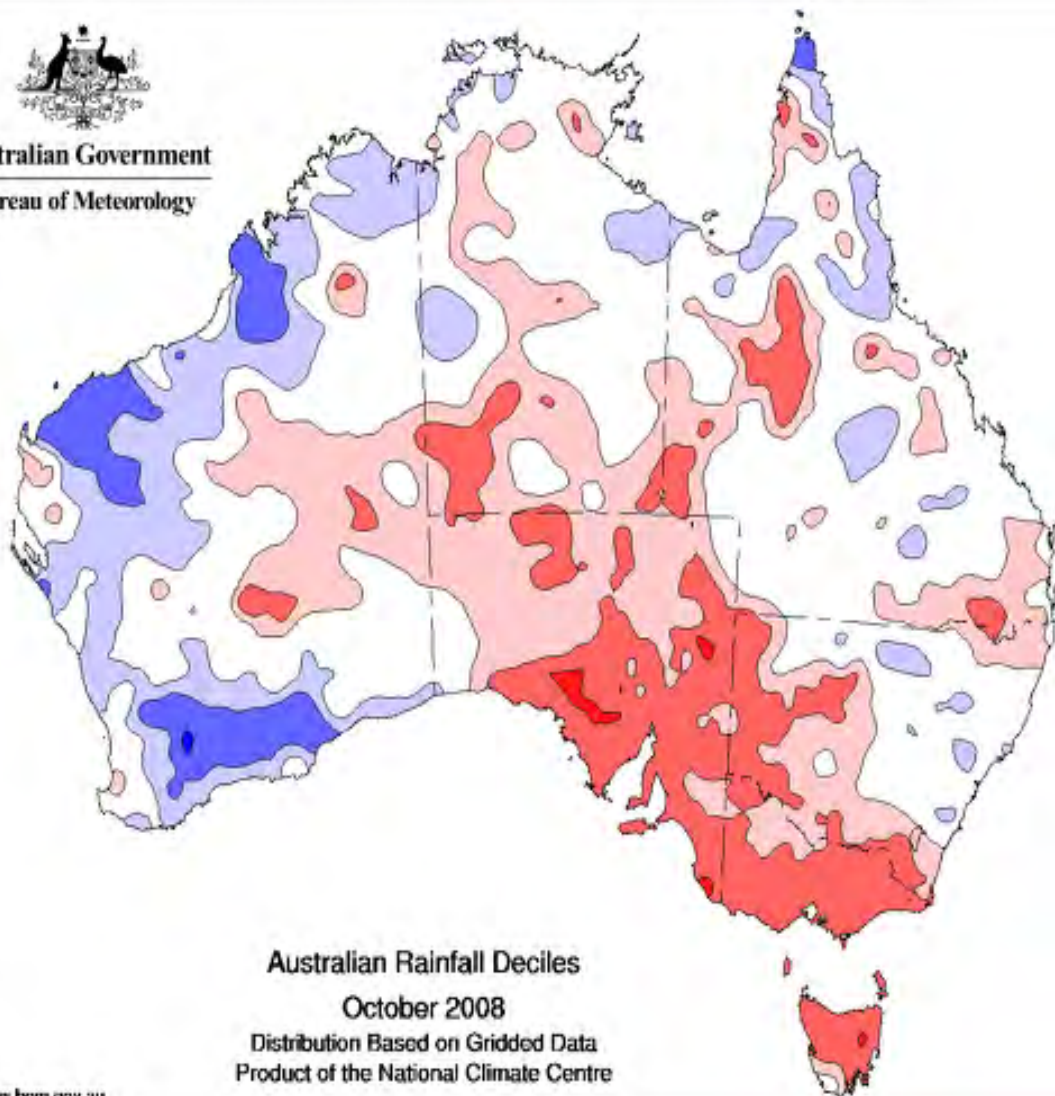 tralian Government
reau of Meteorology
Australian Rainfall Deciles
October 2008
Distribution Based on Gridded Data
Product of the National Climate Centre